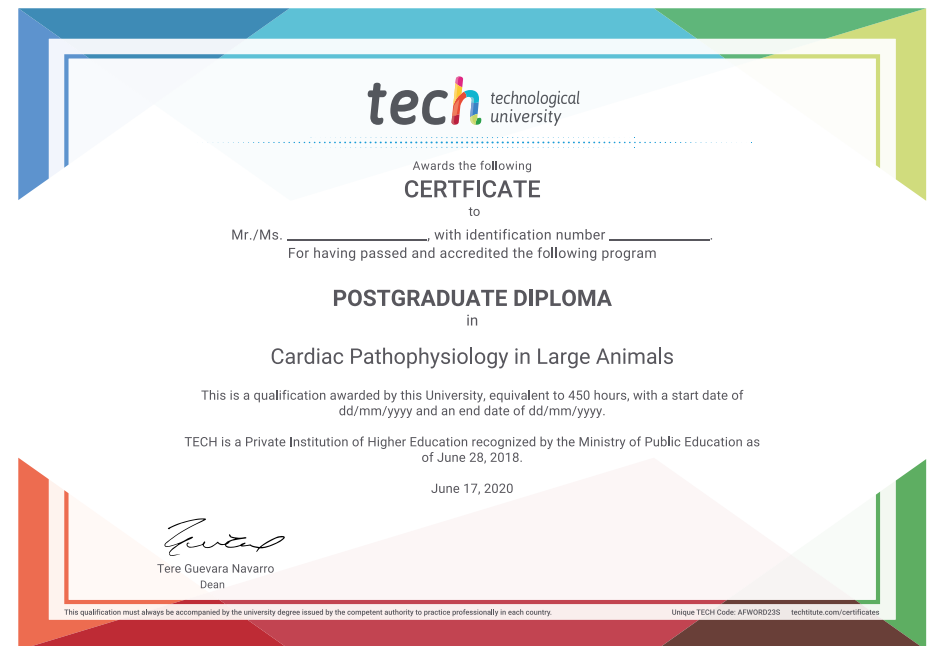 tech technological
university
Awards the following
CERTFICATE
to
Mr./Ms. ____________, with identification number ____________.
For having passed and accredited the following program
POSTGRADUATE DIPLOMA
in
Cardiac Pathophysiology in Large Animals
This is a qualification awarded by this University, equivalent to 450 hours, with a start date of
dd/mm/yyyy and an end date of dd/mm/yyyy.
TECH is a Private Institution of Higher Education recognized by the Ministry of Public Education as
of June 28, 2018.
June 17, 2020
Tere Guevara Navarro
Dean
This qualification must always be accompanied by the university degree issued by the competent authority to practice professionally in each country.
Unique TECH Code: AFWORD23S techtitute.com/certificates